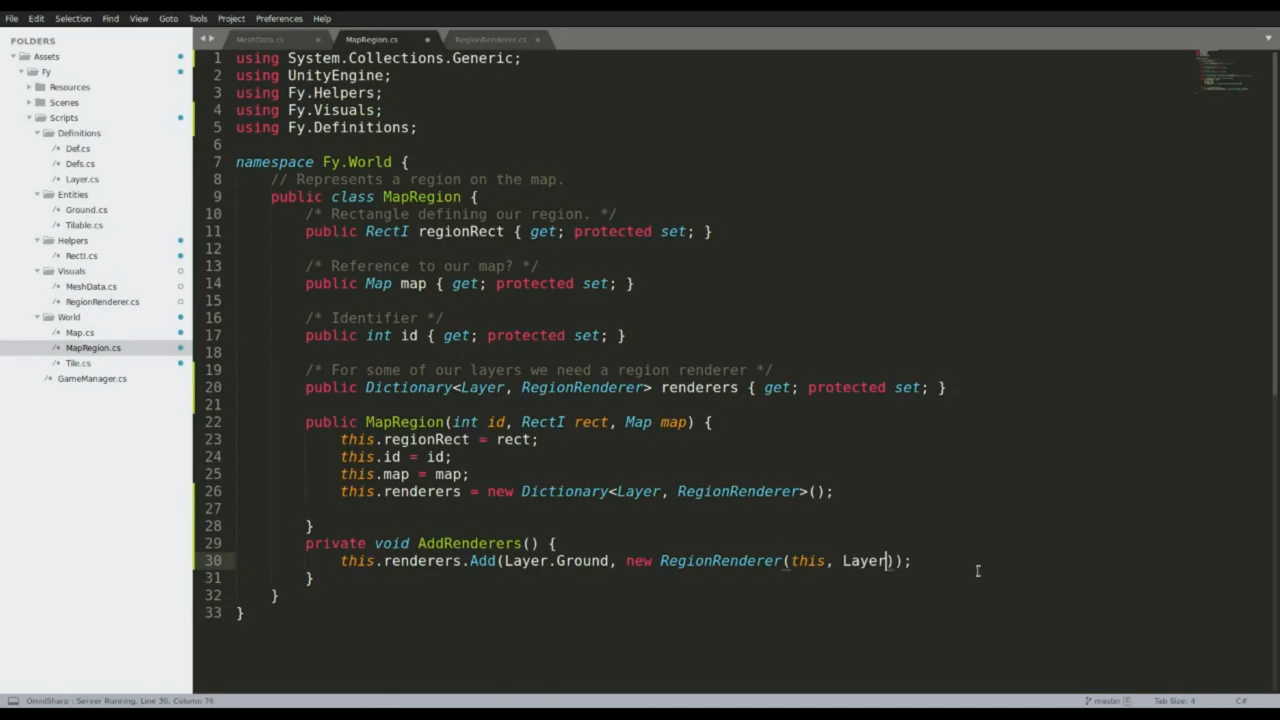 File Edit Selection Find View Goto Tools Project Preferences Help
FOLDERS
Assets
Fy
Resources
Scenes
Scripts
Definitions
/* Def.cs
/* Defs.cs
/* Layer.cs
Entities
/* Ground.cs
/* Tilable.cs
Helpers
/* RectI.cs
Visuals
/* MeshData.cs
/* RegionRenderer.cs
World
/* Map.cs
/* MapRegion.cs
/* Tile.cs
/* GameManager.cs
MeshData.cs × MapRegion.cs RegionRenderer.cs ×
1 using System.Collections.Generic;
2 using UnityEngine;
3 using Fy.Helpers;
4 using Fy.Visuals;
5 using Fy.Definitions;
6
7 namespace Fy.World {
8 // Represents a region on the map.
9 public class MapRegion {
10 /* Rectangle defining our region. */
11 public RectI regionRect { get; protected set; }
12
13 /* Reference to our map? */
14 public Map map { get; protected set; }
15
16 /* Identifier */
17 public int id { get; protected set; }
18
19 /* For some of our layers we need a region renderer */
20 public Dictionary<Layer, RegionRenderer> renderers { get; protected set; }
21
22 public MapRegion(int id, RectI rect, Map map) {
23 this.regionRect = rect;
24 this.id = id;
25 this.map = map;
26 this.renderers = new Dictionary<Layer, RegionRenderer>();
27
28 }
29 private void AddRenderers() {
30 this.renderers.Add(Layer.Ground, new RegionRenderer(this, Layer));
31 }
32 }
33 }
OmniSharp : Server Running, Line 30, Column 76 master 6 Tab Size: 4 C#